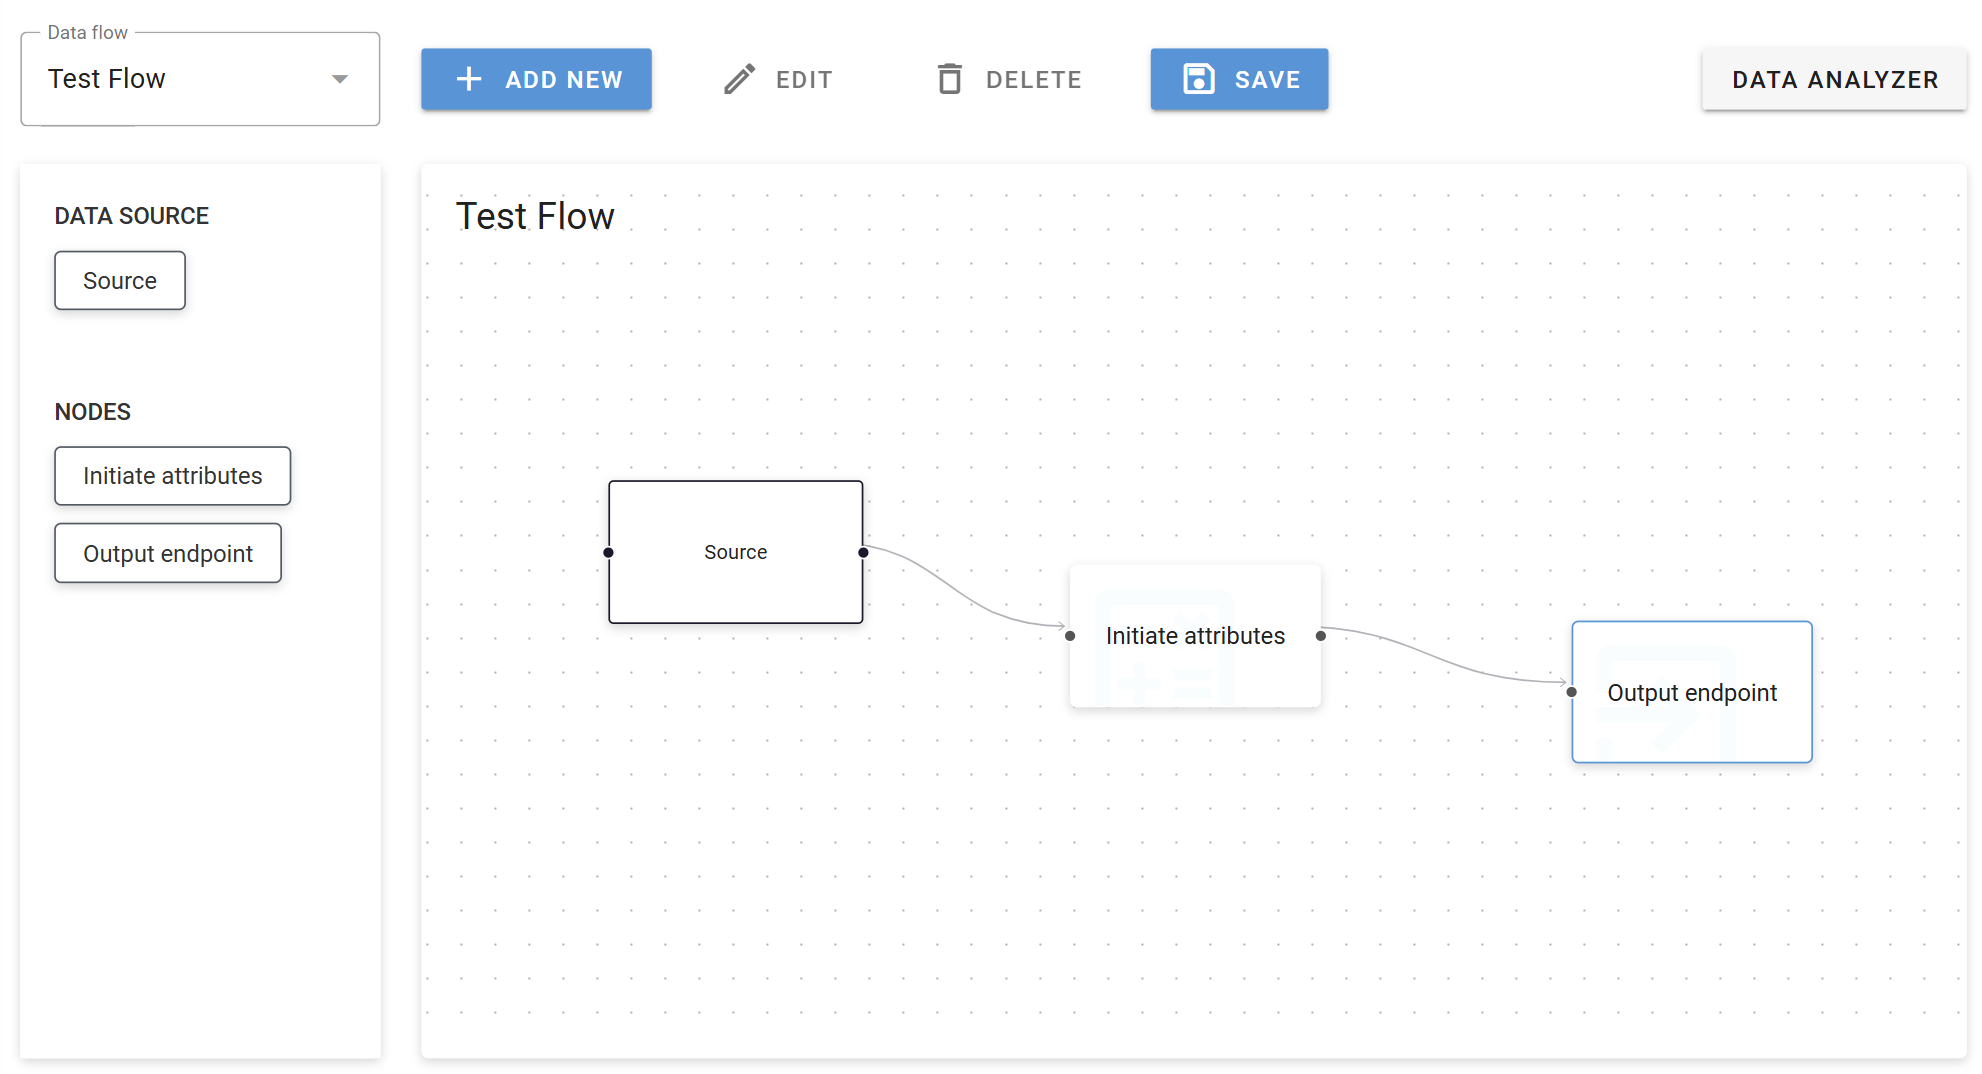 Data flow
Test Flow
ADD NEW
EDIT
DELETE
SAVE
DATA ANALYZER
DATA SOURCE
Source
NODES
Initiate attributes
Output endpoint
Test Flow
Source
Initiate attributes
Output endpoint